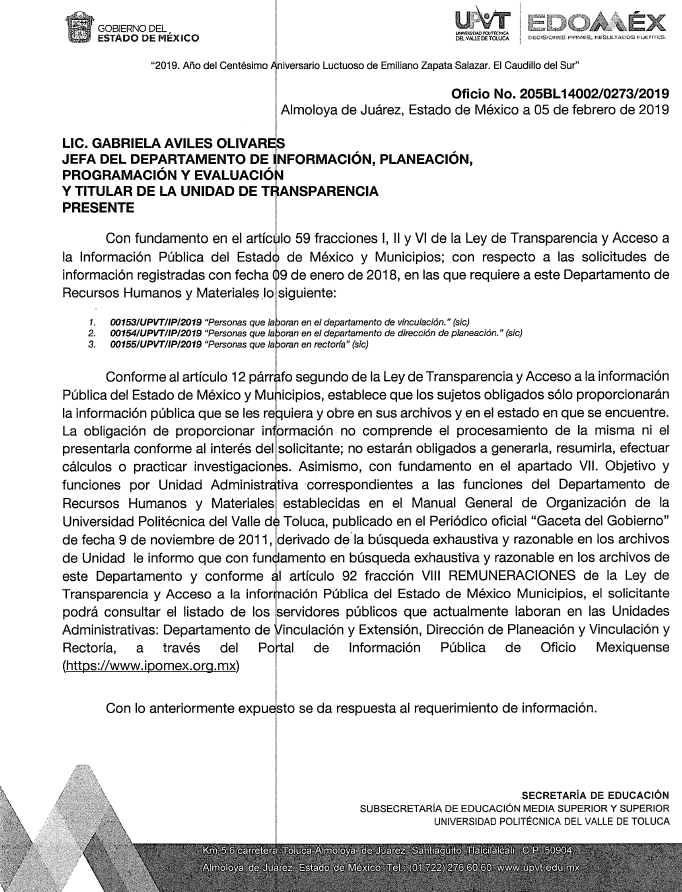 GOBIERNO DEL
ESTADO DE MÉXICO
UPVT
UNIVERSIDAD POLITÉCNICA
DEL VALLE DE TOLUCA
EDOMÉX
DECISIONES FIRMES, RESULTADOS FUERTES.
“2019. Año del Centésimo Aniversario Luctuoso de Emiliano Zapata Salazar. El Caudillo del Sur”
Oficio No. 205BL14002/0273/2019
Almoloya de Juárez, Estado de México a 05 de febrero de 2019
LIC. GABRIELA AVILES OLIVARES
JEFA DEL DEPARTAMENTO DE INFORMACIÓN, PLANEACIÓN,
PROGRAMACIÓN Y EVALUACIÓN
Y TITULAR DE LA UNIDAD DE TRANSPARENCIA
PRESENTE
Con fundamento en el artículo 59 fracciones I, II y VI de la Ley de Transparencia y Acceso a
la Información Pública del Estado de México y Municipios; con respecto a las solicitudes de
información registradas con fecha 09 de enero de 2018, en las que requiere a este Departamento de
Recursos Humanos y Materiales lo siguiente:
1. 00153/UPVT/IP/2019 “Personas que laboran en el departamento de vinculación.” (sic)
2. 00154/UPVT/IP/2019 “Personas que laboran en el departamento de dirección de planeación.” (sic)
3. 00155/UPVT/IP/2019 “Personas que laboran en rectoría” (sic)
Conforme al artículo 12 párrafo segundo de la Ley de Transparencia y Acceso a la información
Pública del Estado de México y Municipios, establece que los sujetos obligados sólo proporcionarán
la información pública que se les requiera y obre en sus archivos y en el estado en que se encuentre.
La obligación de proporcionar información no comprende el procesamiento de la misma ni el
presentarla conforme al interés del solicitante; no estarán obligados a generarla, resumirla, efectuar
cálculos o practicar investigaciones. Asimismo, con fundamento en el apartado VII. Objetivo y
funciones por Unidad Administrativa correspondientes a las funciones del Departamento de
Recursos Humanos y Materiales establecidas en el Manual General de Organización de la
Universidad Politécnica del Valle de Toluca, publicado en el Periódico oficial “Gaceta del Gobierno”
de fecha 9 de noviembre de 2011, derivado de la búsqueda exhaustiva y razonable en los archivos
de Unidad le informo que con fundamento en búsqueda exhaustiva y razonable en los archivos de
este Departamento y conforme al artículo 92 fracción VIII REMUNERACIONES de la Ley de
Transparencia y Acceso a la información Pública del Estado de México Municipios, el solicitante
podrá consultar el listado de los servidores públicos que actualmente laboran en las Unidades
Administrativas: Departamento de Vinculación y Extensión, Dirección de Planeación y Vinculación y
Rectoría, a través del Portal de Información Pública de Oficio Mexiquense
(https://www.ipomex.org.mx)
Con lo anteriormente expuesto se da respuesta al requerimiento de información.
SECRETARÍA DE EDUCACIÓN
SUBSECRETARÍA DE EDUCACIÓN MEDIA SUPERIOR Y SUPERIOR
UNIVERSIDAD POLITÉCNICA DEL VALLE DE TOLUCA
Km 5.6 carretera Toluca-Almoloya de Juárez, Santiaguito Tlalcilalcali, C.P. 50904,
Almoloya de Juárez, Estado de México Tel.: (01 722) 276 60 60 www.upvt.edu.mx